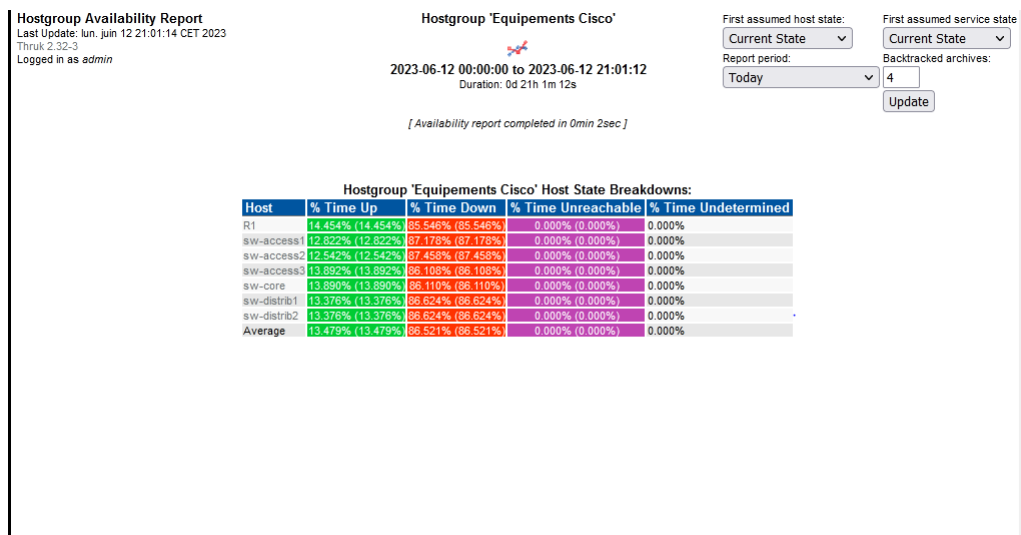 Hostgroup Availability Report
Last Update: lun. juin 12 21:01:14 CET 2023
Thruk 2.32-3
Logged in as admin
Hostgroup 'Equipements Cisco'
2023-06-12 00:00:00 to 2023-06-12 21:01:12
Duration: 0d 21h 1m 12s
[ Availability report completed in 0min 2sec ]
First assumed host state: First assumed service state
Current State Current State
Report period: Backtracked archives:
Today 4
Update
Hostgroup 'Equipements Cisco' Host State Breakdowns:
Host % Time Up % Time Down % Time Unreachable % Time Undetermined
R1 14.454% (14.454%) 85.546% (85.546%) 0.000% (0.000%) 0.000%
sw-access1 12.822% (12.822%) 87.178% (87.178%) 0.000% (0.000%) 0.000%
sw-access2 12.542% (12.542%) 87.458% (87.458%) 0.000% (0.000%) 0.000%
sw-access3 13.892% (13.892%) 86.108% (86.108%) 0.000% (0.000%) 0.000%
sw-core 13.890% (13.890%) 86.110% (86.110%) 0.000% (0.000%) 0.000%
sw-distrib1 13.376% (13.376%) 86.624% (86.624%) 0.000% (0.000%) 0.000%
sw-distrib2 13.376% (13.376%) 86.624% (86.624%) 0.000% (0.000%) 0.000%
Average 13.479% (13.479%) 86.521% (86.521%) 0.000% (0.000%) 0.000%